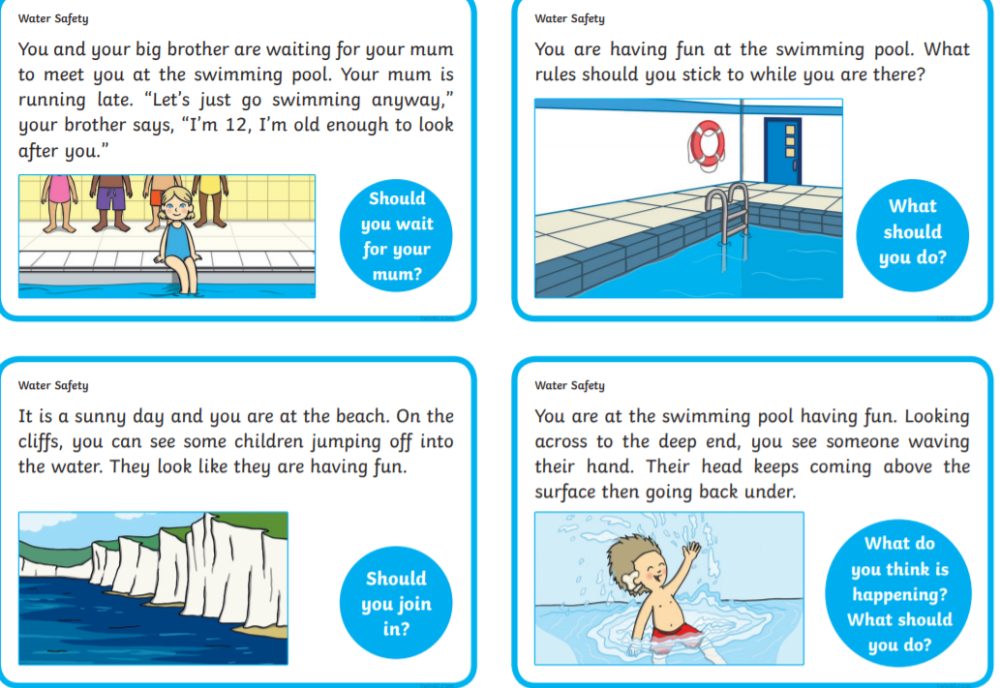 Water Safety
You and your big brother are waiting for your mum
to meet you at the swimming pool. Your mum is
running late. “Let’s just go swimming anyway,”
your brother says, “I’m 12, I’m old enough to look
after you.”
Should
you wait
for your
mum?
Water Safety
You are having fun at the swimming pool. What
rules should you stick to while you are there?
What
should
you do?
Water Safety
It is a sunny day and you are at the beach. On the
cliffs, you can see some children jumping off into
the water. They look like they are having fun.
Should
you join
in?
Water Safety
You are at the swimming pool having fun. Looking
across to the deep end, you see someone waving
their hand. Their head keeps coming above the
surface then going back under.
What do
you think is
happening?
What should
you do?